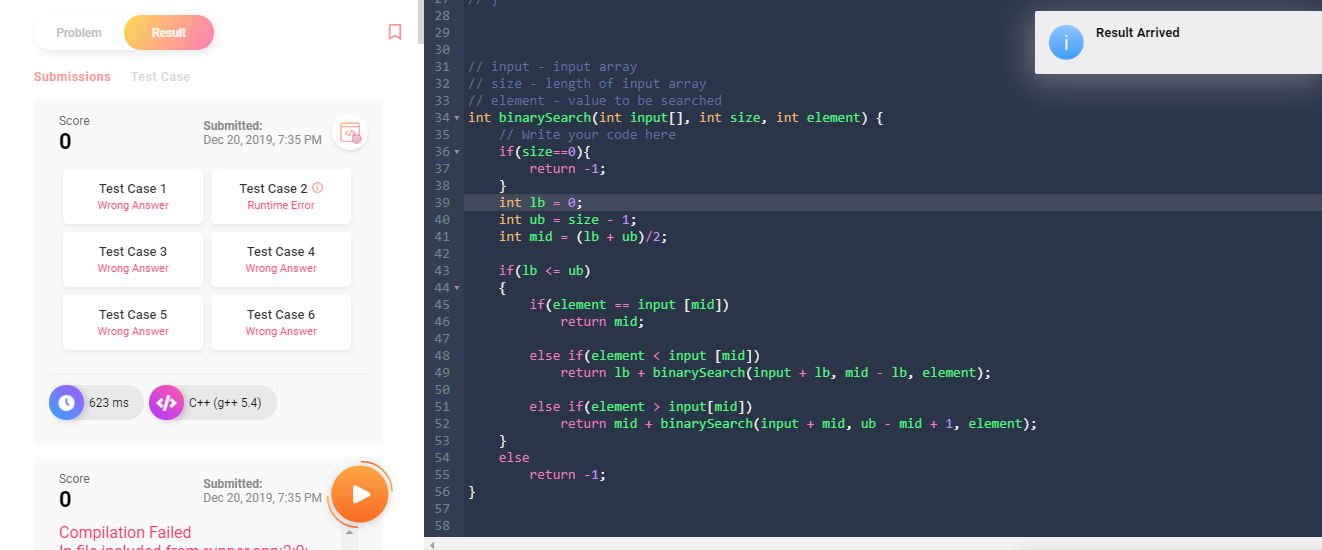 Problem
Result
Submissions
Test Case
Score
0
Submitted:
Dec 20, 2019, 7:35 PM
Test Case 1
Wrong Answer
Test Case 2
Runtime Error
Test Case 3
Wrong Answer
Test Case 4
Wrong Answer
Test Case 5
Wrong Answer
Test Case 6
Wrong Answer
623 ms
C++ (g++ 5.4)
Score
0
Submitted:
Dec 20, 2019, 7:35 PM
Compilation Failed
In file included from runner.cpp:2:0:
27 // }
28
29
30
31 // input - input array
32 // size - length of input array
33 // element - value to be searched
34 int binarySearch(int input[], int size, int element) {
35 // Write your code here
36 if(size==0){
37 return -1;
38 }
39 int lb = 0;
40 int ub = size - 1;
41 int mid = (lb + ub)/2;
42
43 if(lb <= ub)
44 {
45 if(element == input [mid])
46 return mid;
47
48 else if(element < input [mid])
49 return lb + binarySearch(input + lb, mid - lb, element);
50
51 else if(element > input[mid])
52 return mid + binarySearch(input + mid, ub - mid + 1, element);
53 }
54 else
55 return -1;
56 }
57
58
Result Arrived